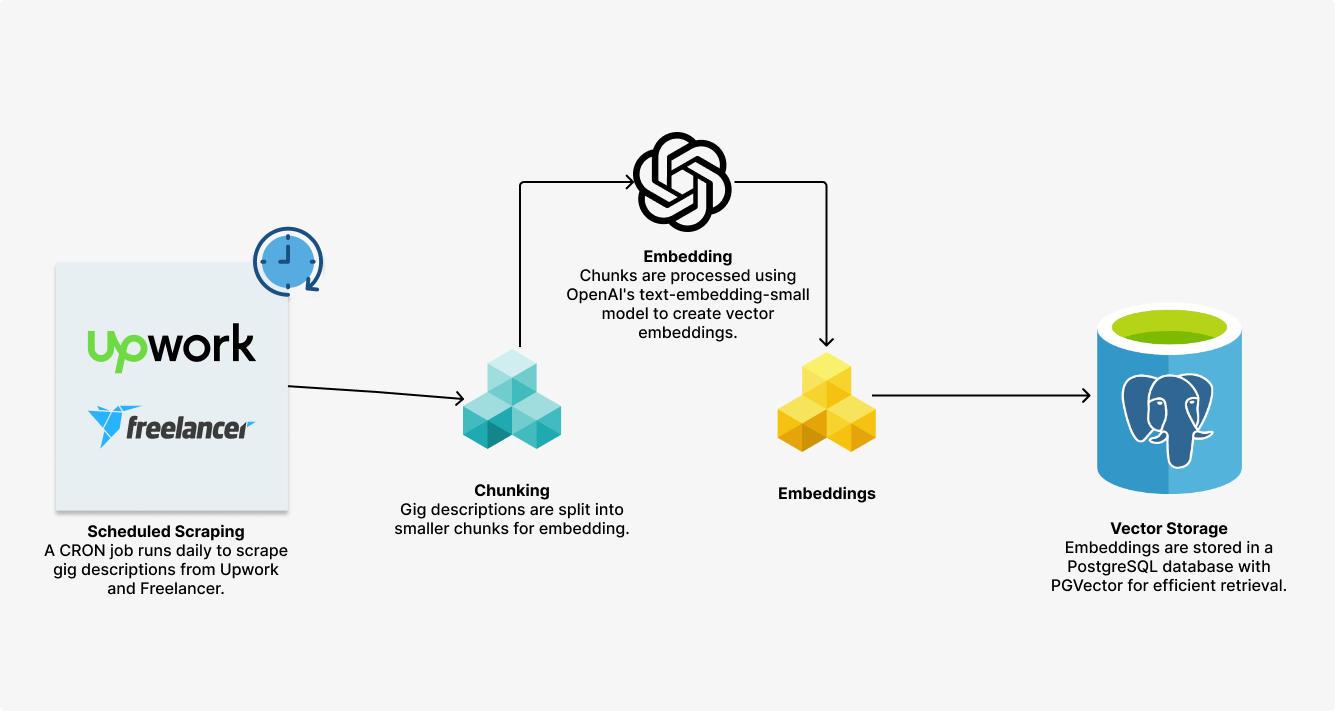 upwork
freelancer
Scheduled Scraping
A CRON job runs daily to scrape
gig descriptions from Upwork
and Freelancer.
Chunking
Gig descriptions are split into
smaller chunks for embedding.
Embedding
Chunks are processed using
OpenAI's text-embedding-small
model to create vector
embeddings.
Embeddings
Vector Storage
Embeddings are stored in a
PostgreSQL database with
PGVector for efficient retrieval.